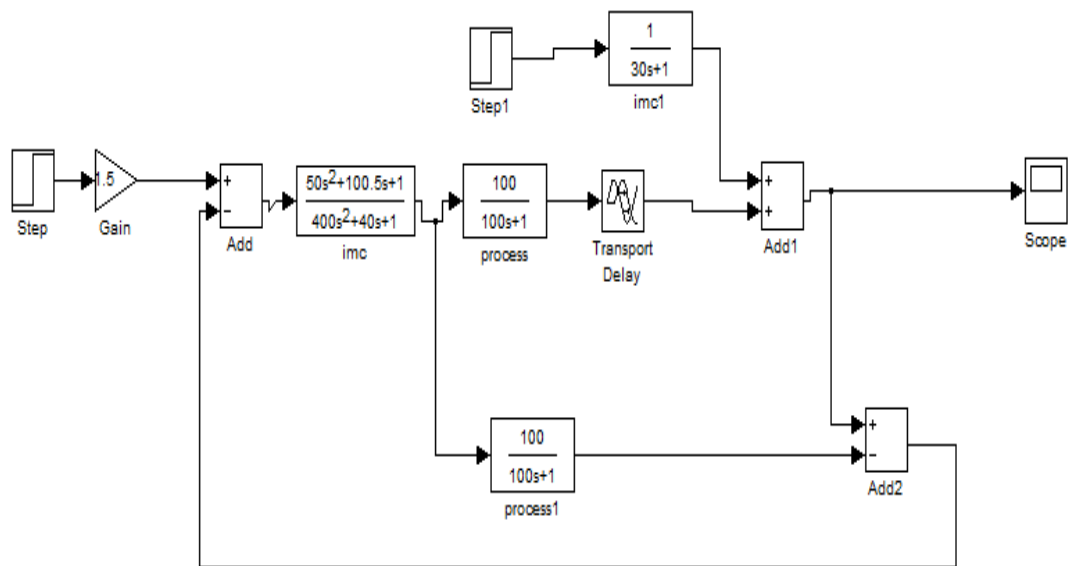 1
30s+1
imc1
Step1
Step
1.5
Gain
+
−
Add
50s²+100.5s+1
400s²+40s+1
imc
100
100s+1
process
Transport
Delay
+
+
Add1
Scope
100
100s+1
process1
+
−
Add2